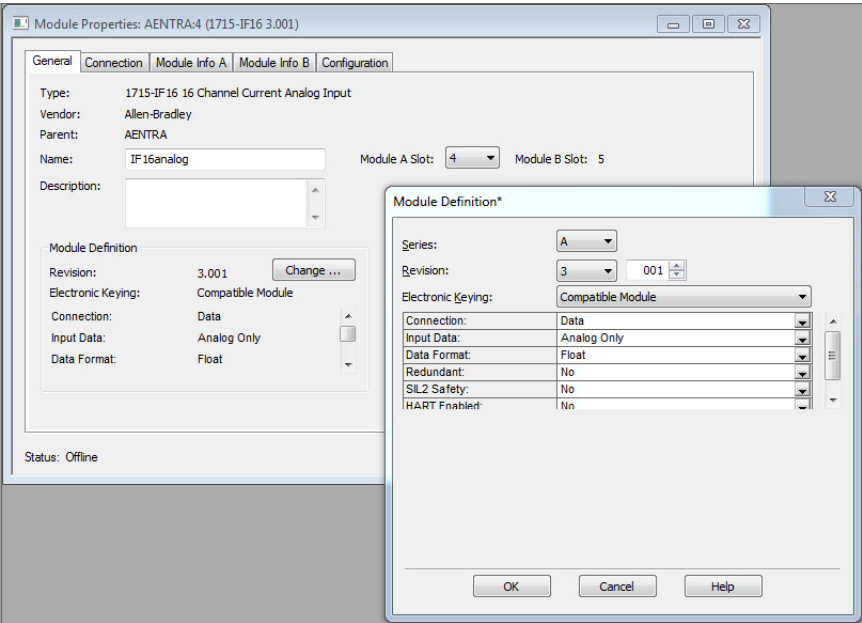 Module Properties: AENTRA:4 (1715-IF16 3.001)
General Connection Module Info A Module Info B Configuration
Type: 1715-IF16 16 Channel Current Analog Input
Vendor: Allen-Bradley
Parent: AENTRA
Name: IF16analog Module A Slot: 4 Module B Slot: 5
Description:
Module Definition
Revision: 3.001 Change ...
Electronic Keying: Compatible Module
Connection: Data
Input Data: Analog Only
Data Format: Float
Status: Offline
Module Definition*
Series: A
Revision: 3 001
Electronic Keying: Compatible Module
Connection: Data
Input Data: Analog Only
Data Format: Float
Redundant: No
SIL2 Safety: No
HART Enabled: No
OK Cancel Help